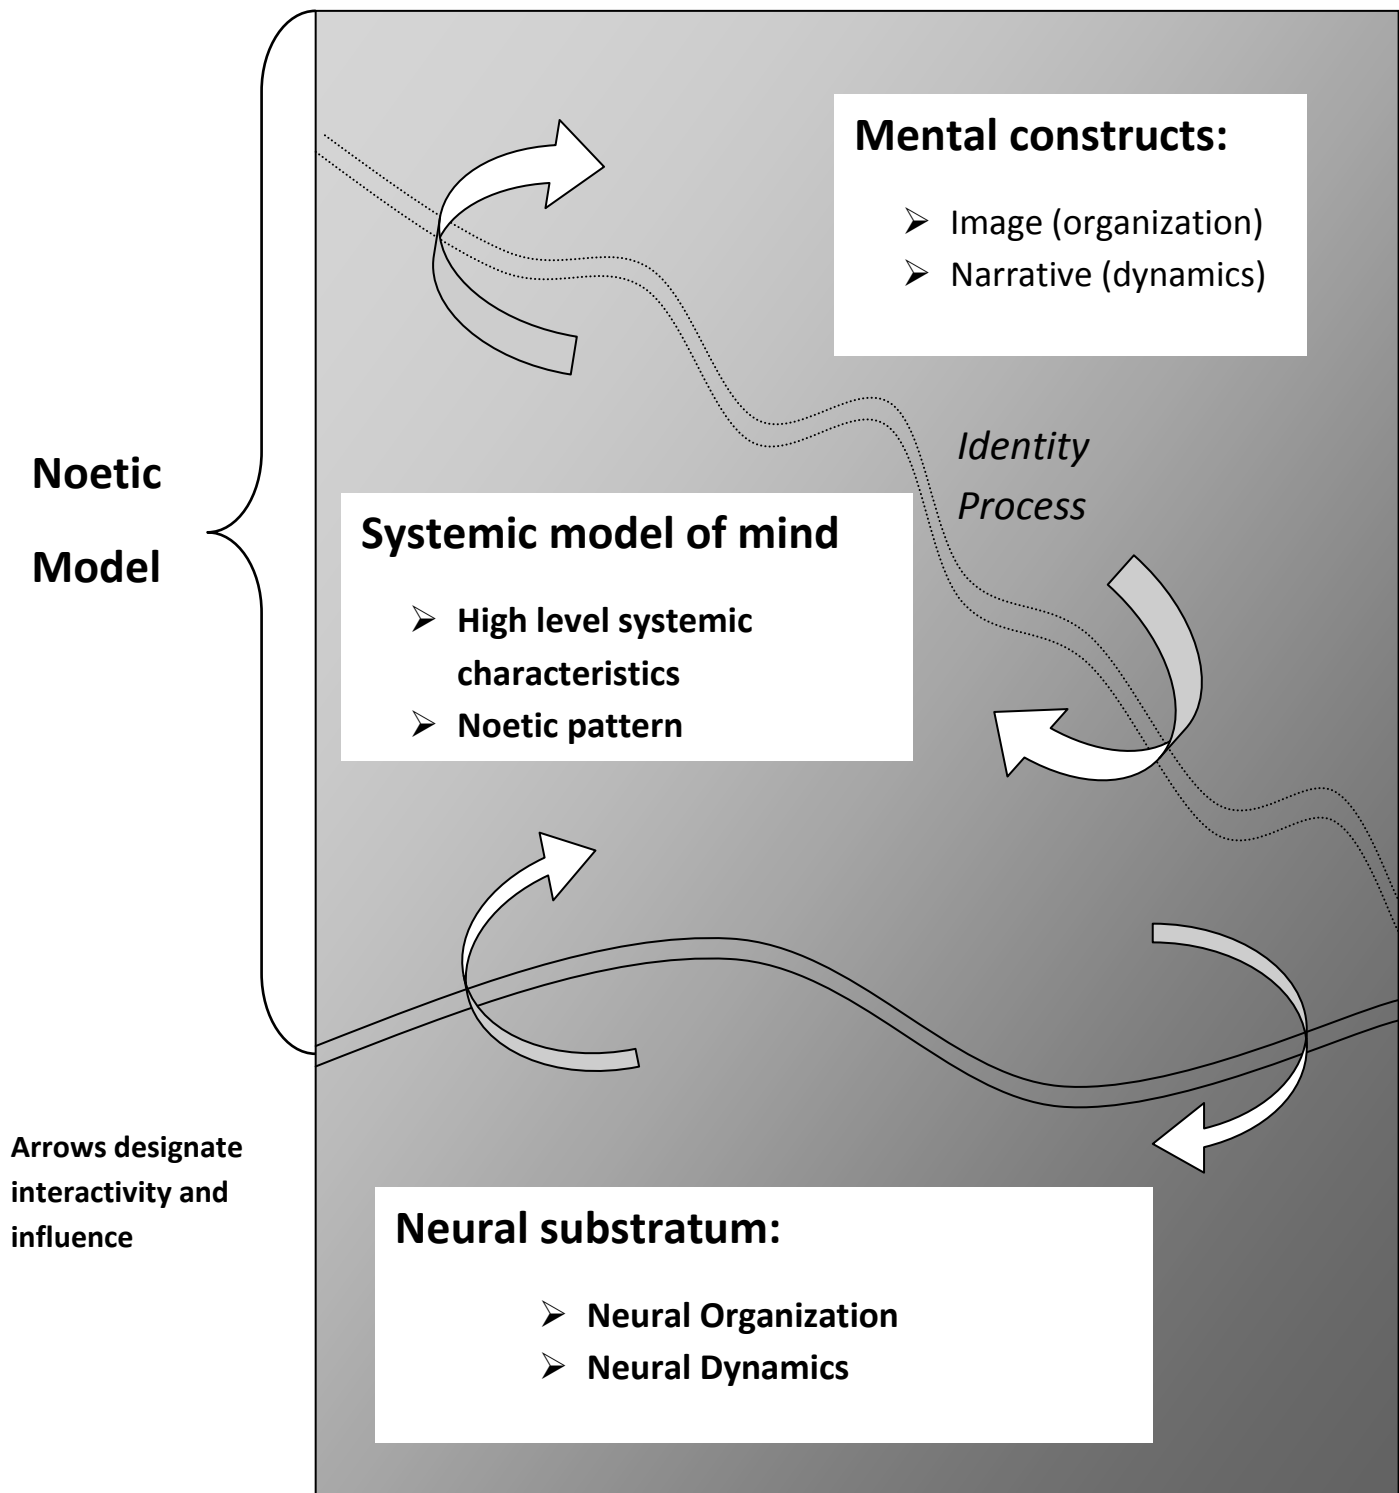 Mental constructs:
➢ Image (organization)
➢ Narrative (dynamics)
Identity
Process
Noetic
Model
Systemic model of mind
➢ High level systemic
characteristics
➢ Noetic pattern
Arrows designate
interactivity and
influence
Neural substratum:
➢ Neural Organization
➢ Neural Dynamics